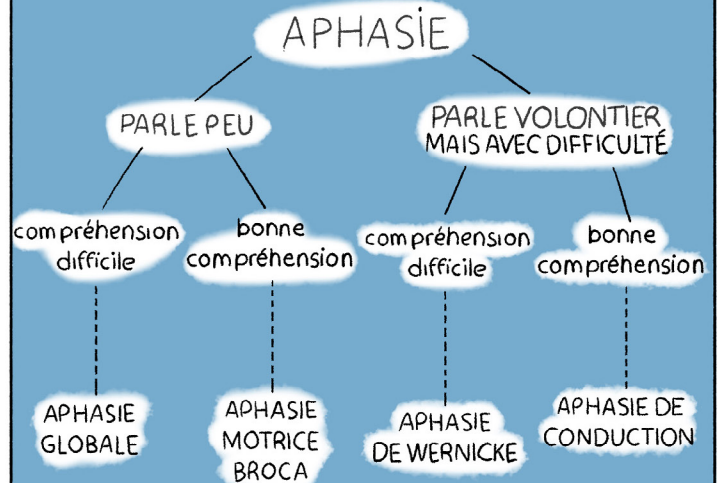 APHASIE
PARLE PEU
PARLE VOLONTIER
MAIS AVEC DIFFICULTÉ
compréhension
difficile
bonne
compréhension
compréhension
difficile
bonne
compréhension
APHASIE
GLOBALE
APHASIE
MOTRICE
BROCA
APHASIE
DE WERNICKE
APHASIE DE
CONDUCTION